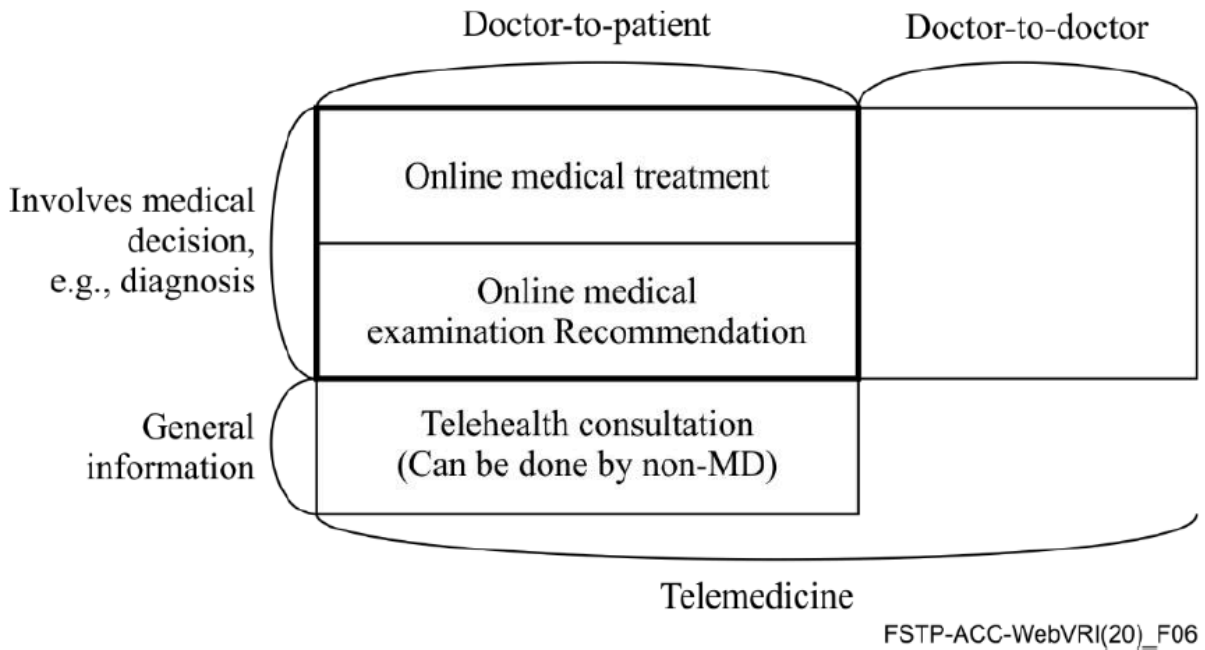 Doctor-to-patient
Doctor-to-doctor
Involves medical
decision,
e.g., diagnosis
Online medical treatment
Online medical
examination Recommendation
General
information
Telehealth consultation
(Can be done by non-MD)
Telemedicine
FSTP-ACC-WebVRI(20)_F06